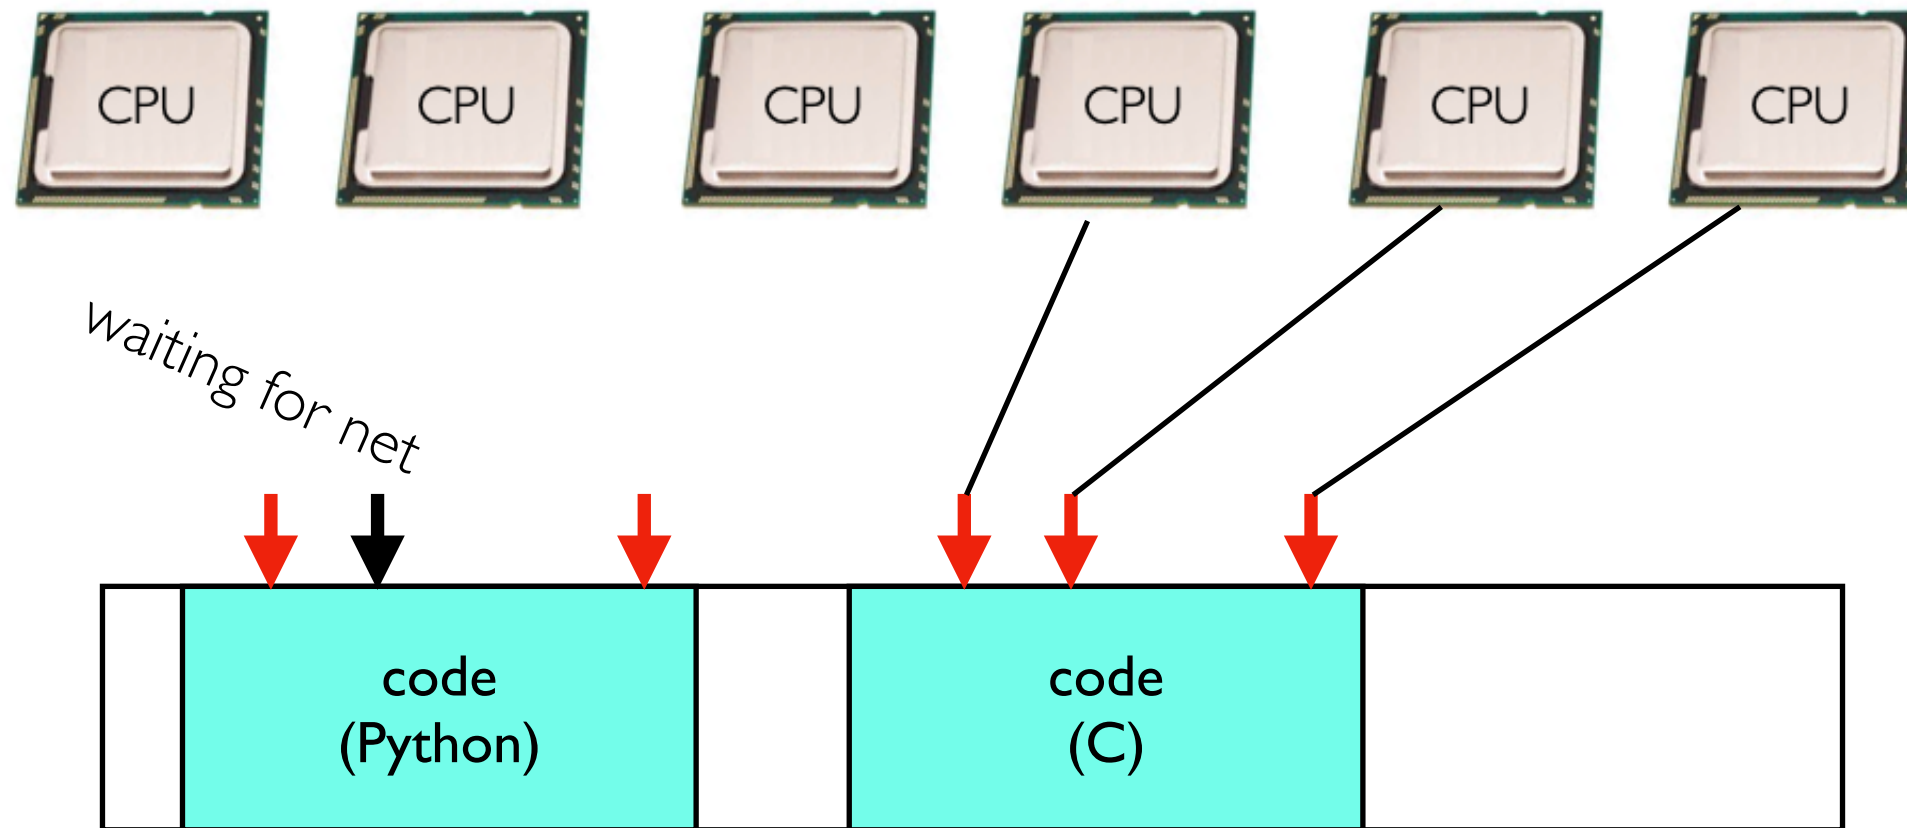 CPU
CPU
CPU
CPU
CPU
CPU
waiting for net
code
(Python)
code
(C)